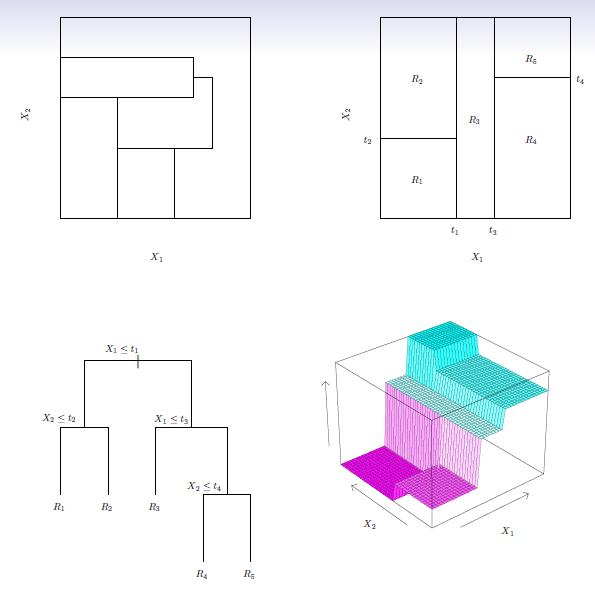 X₂
X₁
R₅
R₂
t₄
X₂
R₃
t₂
R₄
R₁
t₁
t₃
X₁
X₁ ≤ t₁
X₂ ≤ t₂
X₁ ≤ t₃
X₂ ≤ t₄
R₁
R₂
R₃
R₄
R₅
X₂
X₁